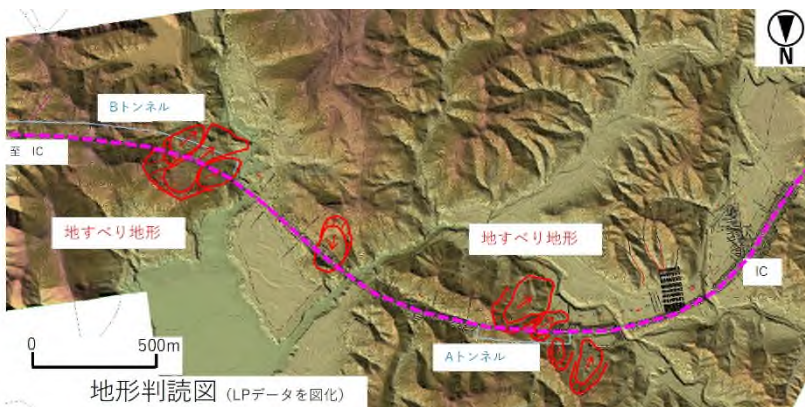 N
Bトンネル
至 IC
地すべり地形
地すべり地形
IC
Aトンネル
0 500m
地形判読図 (LPデータを図化)